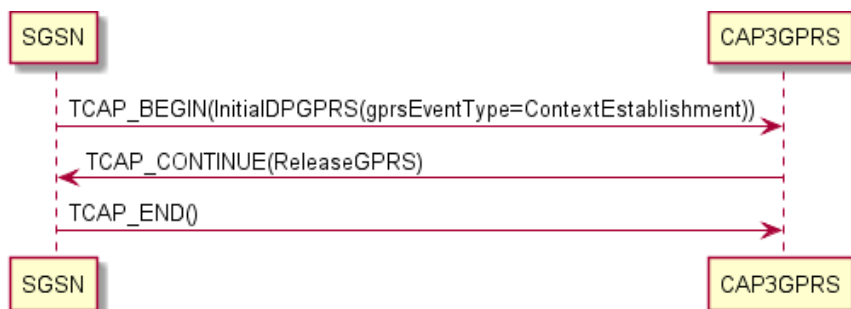 SGSN
CAP3GPRS
TCAP_BEGIN(InitialDPGPRS(gprsEventType=ContextEstablishment))
TCAP_CONTINUE(ReleaseGPRS)
TCAP_END()
SGSN
CAP3GPRS